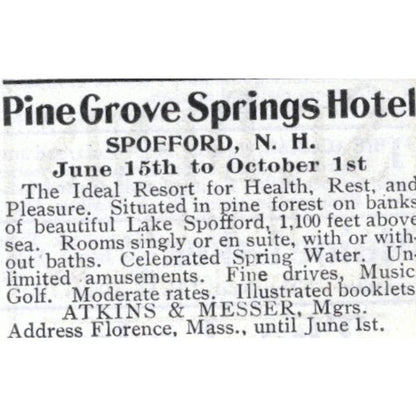 Pine Grove Springs Hotel
SPOFFORD, N. H.
June 15th to October 1st
The Ideal Resort for Health, Rest, and
Pleasure. Situated in pine forest on banks
of beautiful Lake Spofford, 1,100 feet above
sea. Rooms singly or en suite, with or with-
out baths. Celebrated Spring Water. Un-
limited amusements. Fine drives, Music
Golf. Moderate rates. Illustrated booklets
ATKINS & MESSER, Mgrs.
Address Florence, Mass., until June 1st.